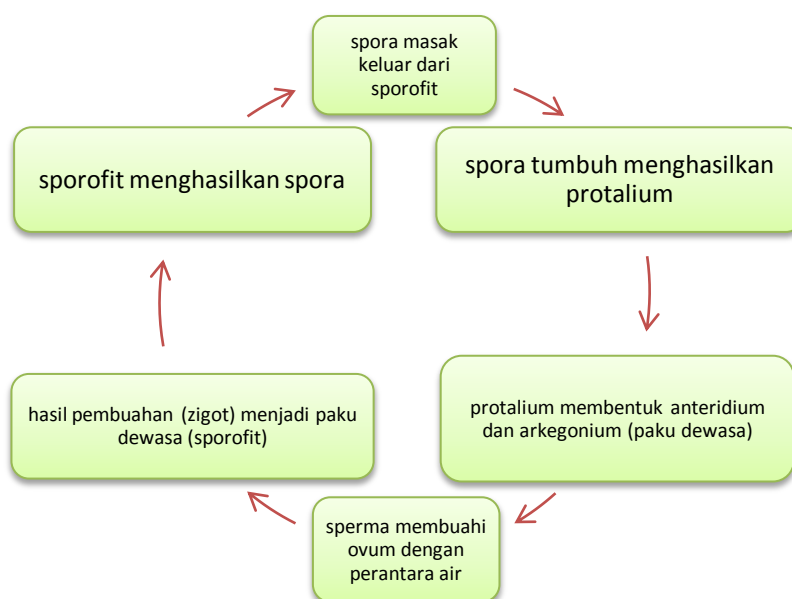 spora masak
keluar dari
sporofit
spora tumbuh menghasilkan
protalium
protalium membentuk anteridium
dan arkegonium (paku dewasa)
sperma membuahi
ovum dengan
perantara air
hasil pembuahan (zigot) menjadi paku
dewasa (sporofit)
sporofit menghasilkan spora